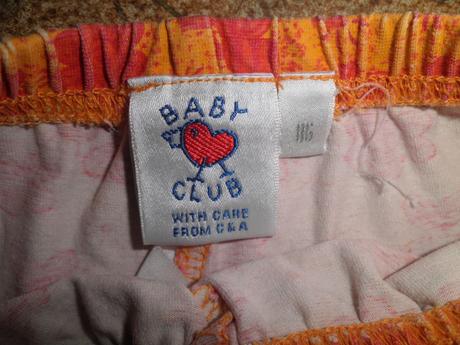 BABY
CLUB
WITH CARE
FROM C&A